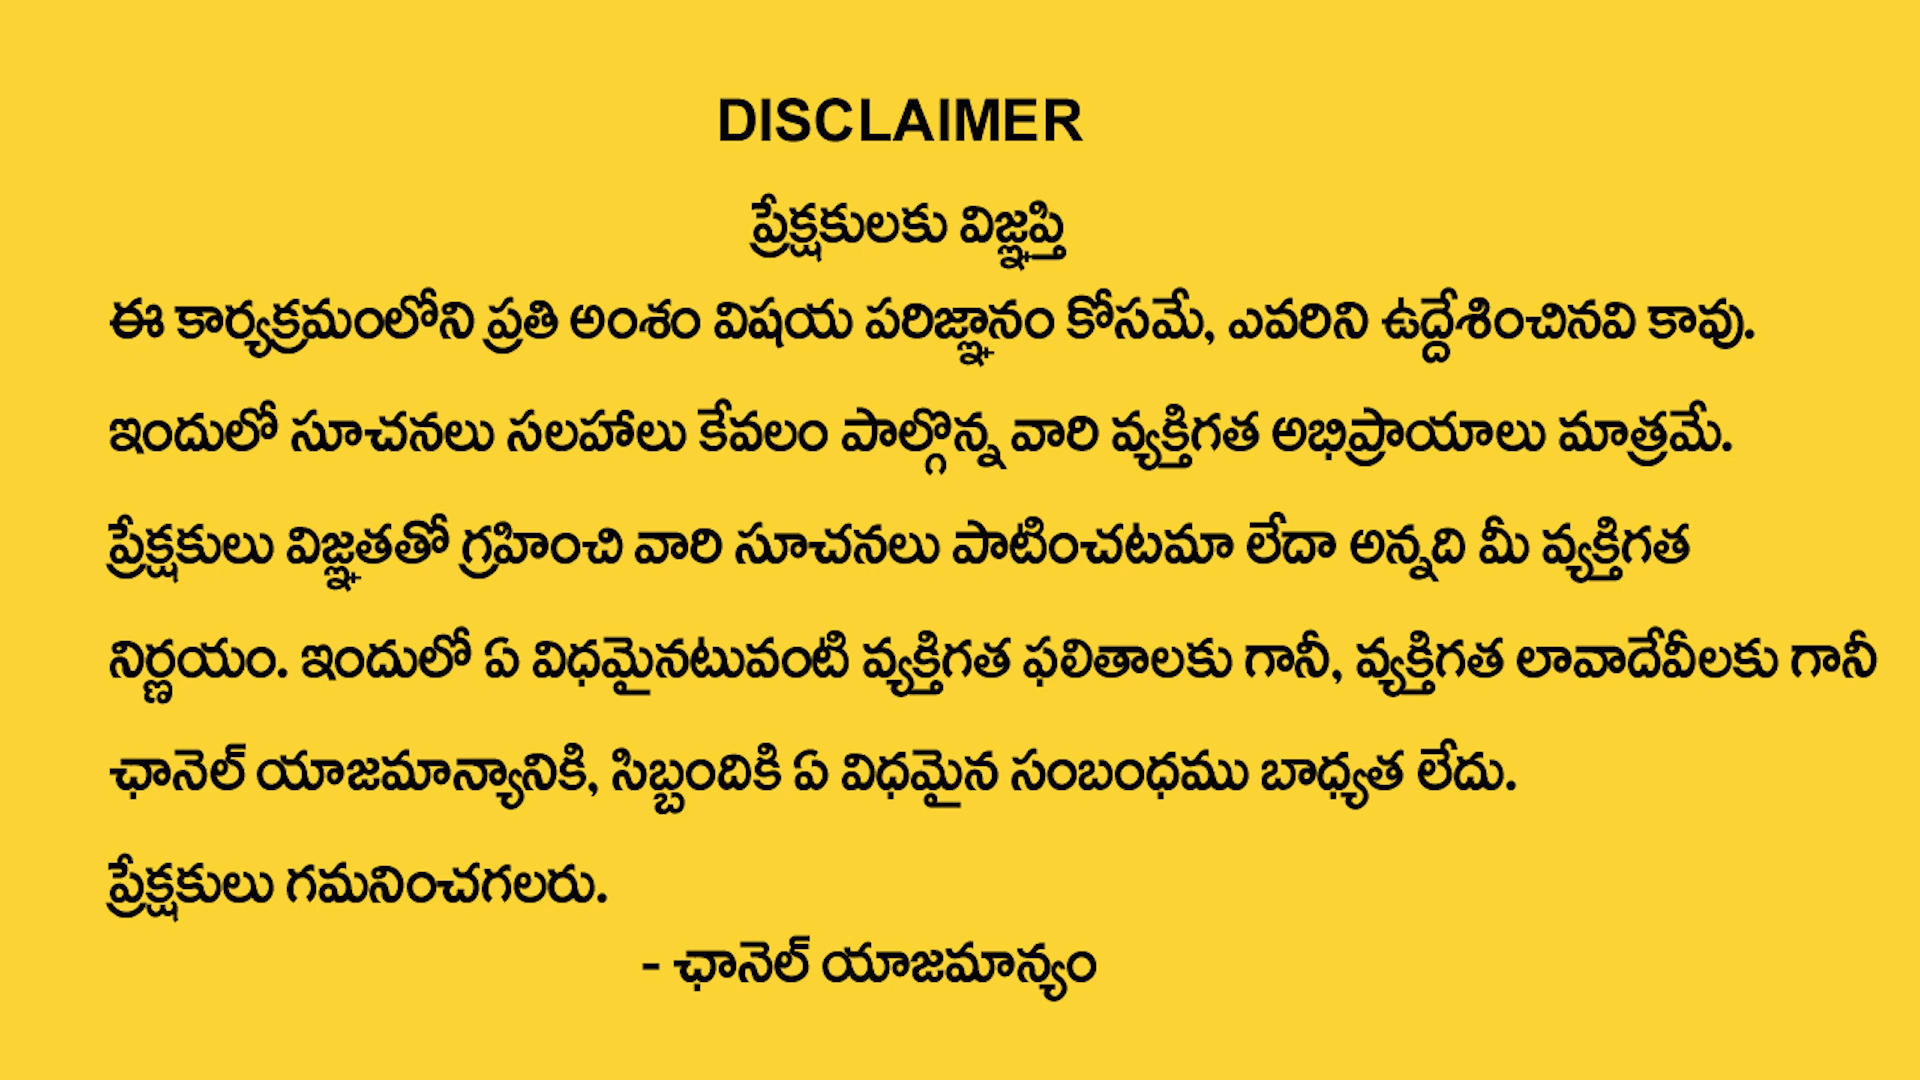 DISCLAIMER
ప్రేక్షకులకు విజ్ఞప్తి
ఈ కార్యక్రమంలోని ప్రతి అంశం విషయ పరిజ్ఞానం కోసమే, ఎవరిని ఉద్దేశించినవి కావు.
ఇందులో సూచనలు సలహాలు కేవలం పాల్గొన్న వారి వ్యక్తిగత అభిప్రాయాలు మాత్రమే.
ప్రేక్షకులు విజ్ఞతతో గ్రహించి వారి సూచనలు పాటించటమా లేదా అన్నది మీ వ్యక్తిగత
నిర్ణయం. ఇందులో ఏ విధమైనటువంటి వ్యక్తిగత ఫలితాలకు గానీ, వ్యక్తిగత లావాదేవీలకు గానీ
ఛానెల్ యాజమాన్యానికి, సిబ్బందికి ఏ విధమైన సంబంధము బాధ్యత లేదు.
ప్రేక్షకులు గమనించగలరు.
- ఛానెల్ యాజమాన్యం